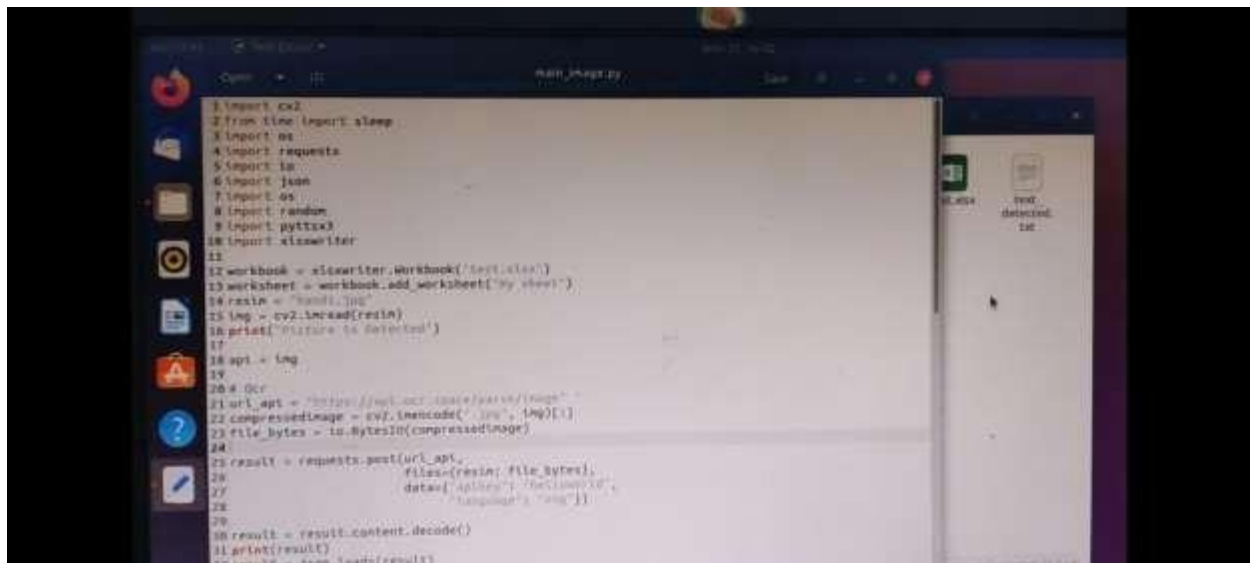 Open
main_image.py
Save
1 import cv2
2 from time import sleep
3 import os
4 import requests
5 import io
6 import json
7 import os
8 import random
9 import pyttsx3
10 import xlsxwriter
11
12 workbook = xlsxwriter.Workbook('test.xlsx')
13 worksheet = workbook.add_worksheet("my sheet")
14 resim = "handi.jpg"
15 img = cv2.imread(resim)
16 print("Picture is Detected")
17
18 api = img
19
20 # Ocr
21 url_api = "https://api.ocr.space/parse/image"
22 compressedimage = cv2.imencode(".jpg", img)[1]
23 file_bytes = io.BytesIO(compressedimage)
24
25 result = requests.post(url_api,
26 files={resim: file_bytes},
27 data={"apikey": "helloworld",
28 "language": "eng"})
29
30 result = result.content.decode()
31 print(result)
result = json.loads(result)
text
detected.
txt